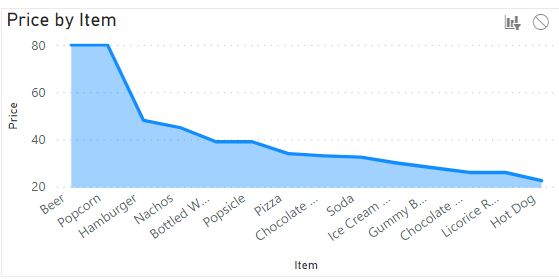 Price by Item
80
60
40
20
Price
Beer
Popcorn
Hamburger
Nachos
Bottled W...
Popsicle
Pizza
Chocolate ...
Soda
Ice Cream ...
Gummy B...
Chocolate ...
Licorice R...
Hot Dog
Item